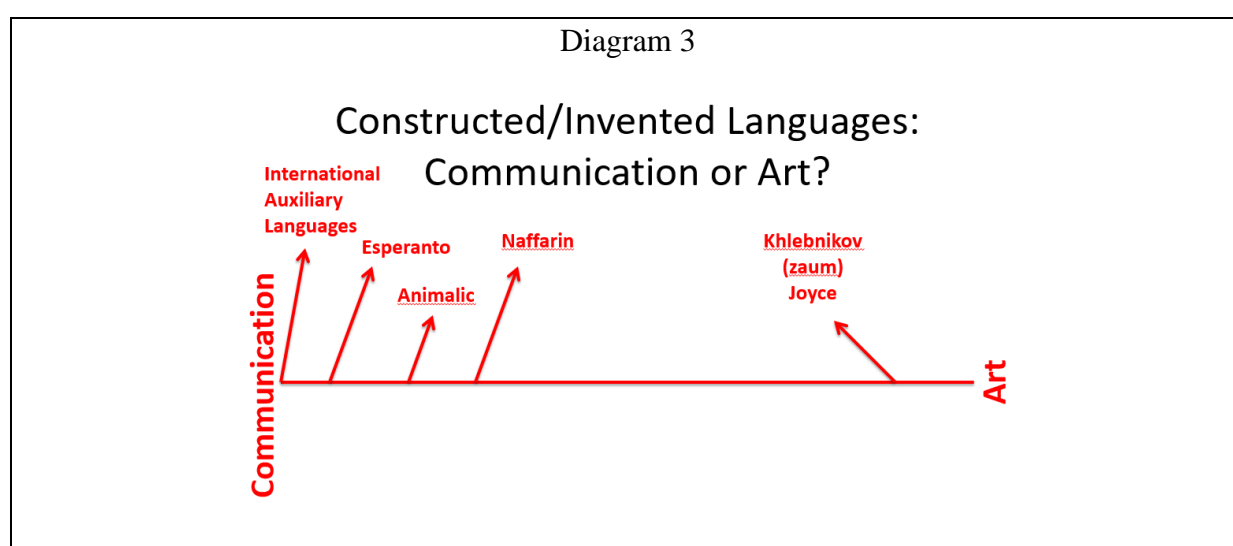 Diagram 3
Constructed/Invented Languages:
Communication or Art?
International
Auxiliary
Languages
Esperanto
Animalic
Naffarin
Khlebnikov
(zaum)
Joyce
Communication
Art